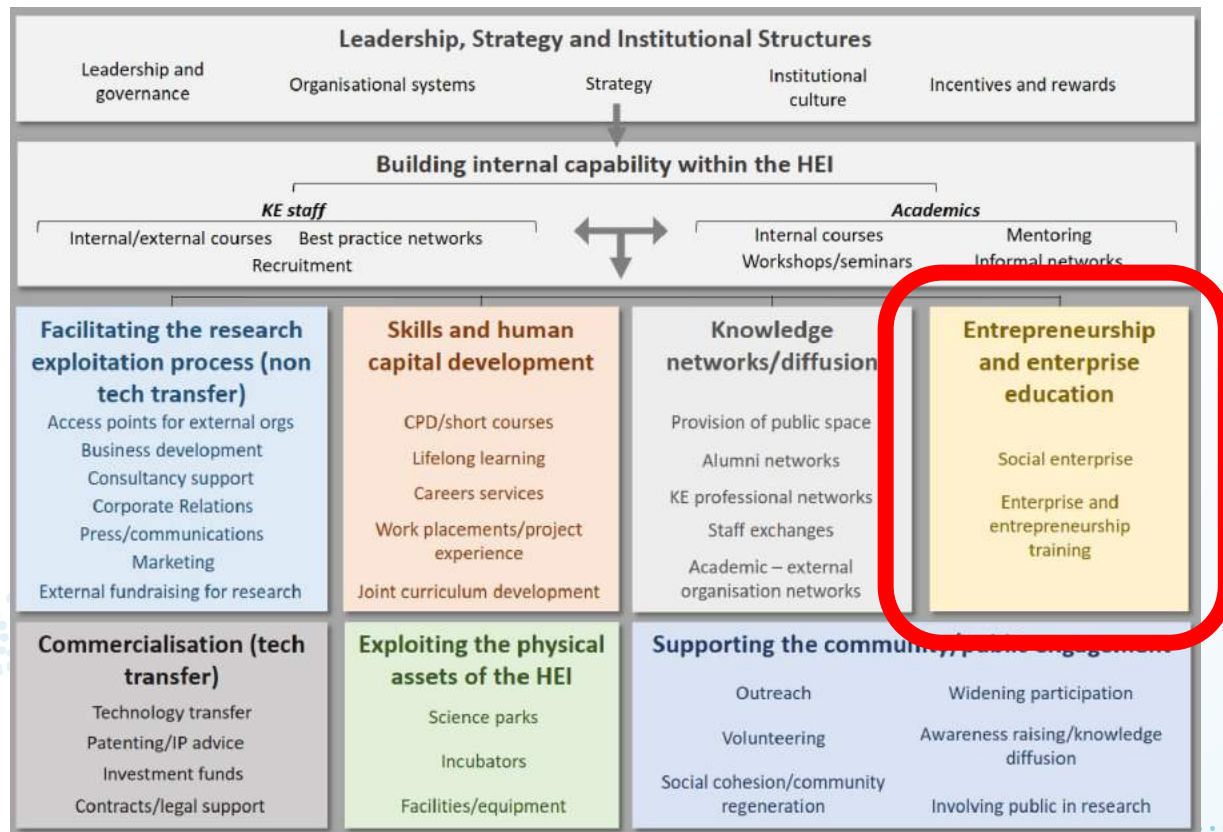 Leadership, Strategy and Institutional Structures
Leadership and
governance
Organisational systems
Strategy
Institutional
culture
Incentives and rewards
Building internal capability within the HEI
KE staff
Internal/external courses
Best practice networks
Recruitment
Academics
Internal courses
Mentoring
Workshops/seminars
Informal networks
Facilitating the research
exploitation process (non
tech transfer)
Access points for external orgs
Business development
Consultancy support
Corporate Relations
Press/communications
Marketing
External fundraising for research
Skills and human
capital development
CPD/short courses
Lifelong learning
Careers services
Work placements/project
experience
Joint curriculum development
Knowledge
networks/diffusion
Provision of public space
Alumni networks
KE professional networks
Staff exchanges
Academic – external
organisation networks
Entrepreneurship
and enterprise
education
Social enterprise
Enterprise and
entrepreneurship
training
Commercialisation (tech
transfer)
Technology transfer
Patenting/IP advice
Investment funds
Contracts/legal support
Exploiting the physical
assets of the HEI
Science parks
Incubators
Facilities/equipment
Supporting the community/public engagement
Outreach
Volunteering
Social cohesion/community
regeneration
Widening participation
Awareness raising/knowledge
diffusion
Involving public in research